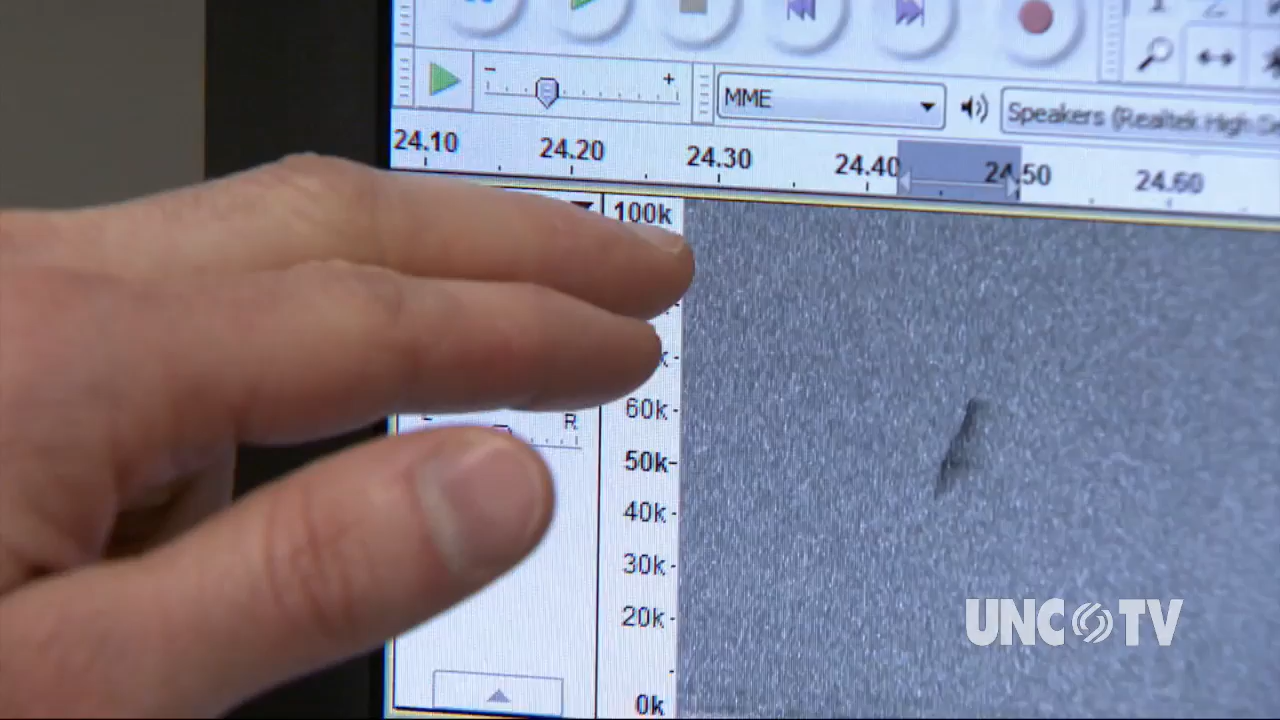 - +
MME
Speakers (Realtek High
24.10 24.20 24.30 24.40 24.50 24.60
100k
k
60k
R
50k
40k
30k
20k
0k
UNC TV